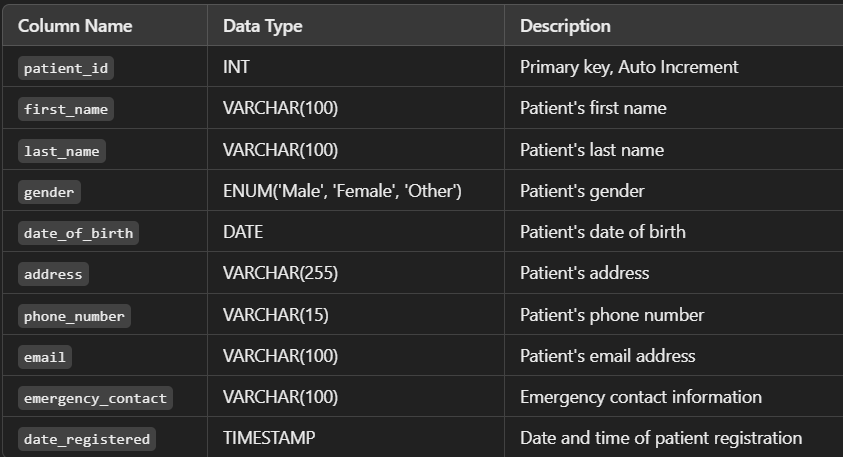 Column Name Data Type Description
patient_id INT Primary key, Auto Increment
first_name VARCHAR(100) Patient's first name
last_name VARCHAR(100) Patient's last name
gender ENUM('Male', 'Female', 'Other') Patient's gender
date_of_birth DATE Patient's date of birth
address VARCHAR(255) Patient's address
phone_number VARCHAR(15) Patient's phone number
email VARCHAR(100) Patient's email address
emergency_contact VARCHAR(100) Emergency contact information
date_registered TIMESTAMP Date and time of patient registration